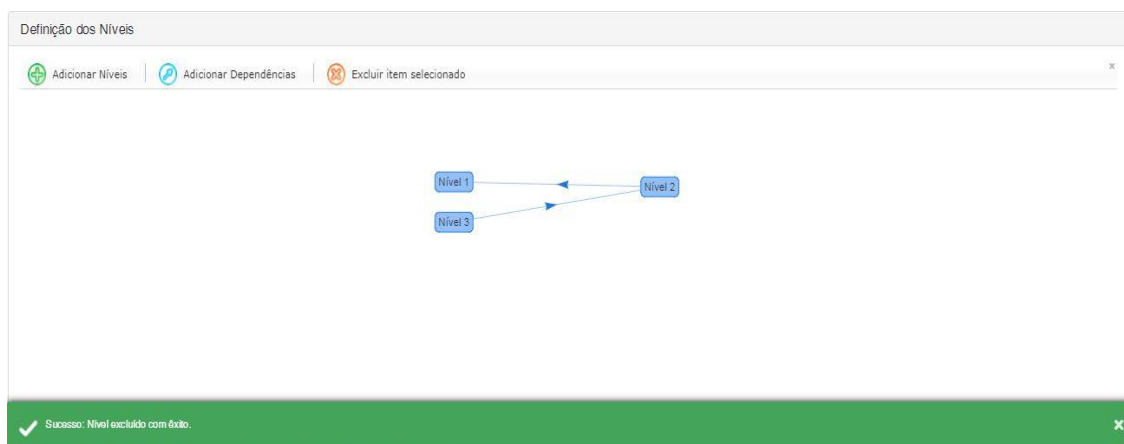 Definição dos Níveis
Adicionar Níveis Adicionar Dependências Excluir item selecionado
Nível 1
Nível 2
Nível 3
Sucesso: Nível excluído com êxito.